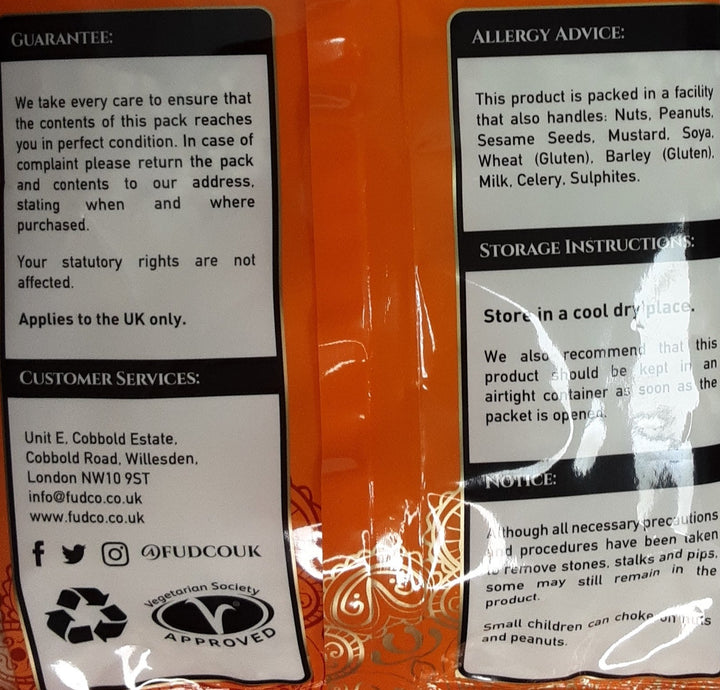 GUARANTEE:
We take every care to ensure that
the contents of this pack reaches
you in perfect condition. In case of
complaint please return the pack
and contents to our address,
stating when and where
purchased.
Your statutory rights are not
affected.
Applies to the UK only.
CUSTOMER SERVICES:
Unit E, Cobbold Estate,
Cobbold Road, Willesden,
London NW10 9ST
info@fudco.co.uk
www.fudco.co.uk
@FUDCOUK
Vegetarian Society
APPROVED
ALLERGY ADVICE:
This product is packed in a facility
that also handles: Nuts, Peanuts,
Sesame Seeds, Mustard, Soya,
Wheat (Gluten), Barley (Gluten),
Milk, Celery, Sulphites.
STORAGE INSTRUCTIONS:
Store in a cool dry place.
We also recommend that this
product should be kept in an
airtight container as soon as the
packet is opened.
NOTICE:
Although all necessary precautions
and procedures have been taken
to remove stones, stalks and pips,
some may still remain in the
product.
Small children can choke on nuts
and peanuts.